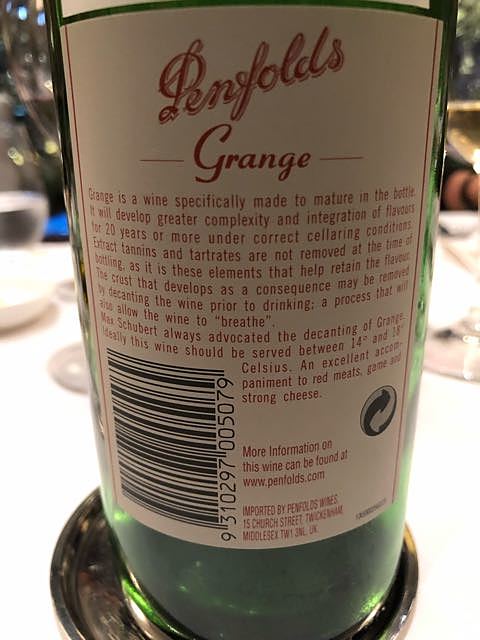 Penfolds
Grange
Grange is a wine specifically made to mature in the bottle.
It will develop greater complexity and integration of flavours
for 20 years or more under correct cellaring conditions.
Extract tannins and tartrates are not removed at the time of
bottling, as it is these elements that help retain the flavour.
The crust that develops as a consequence may be removed
by decanting the wine prior to drinking; a process that will
also allow the wine to "breathe".
Max Schubert always advocated the decanting of Grange.
Ideally this wine should be served between 14° and 18°
Celsius. An excellent accom-
paniment to red meats, game and
strong cheese.
9 310297 005079
More Information on
this wine can be found at
www.penfolds.com
IMPORTED BY PENFOLDS WINES,
15 CHURCH STREET, TWICKENHAM,
MIDDLESEX TW1 3NL, UK.